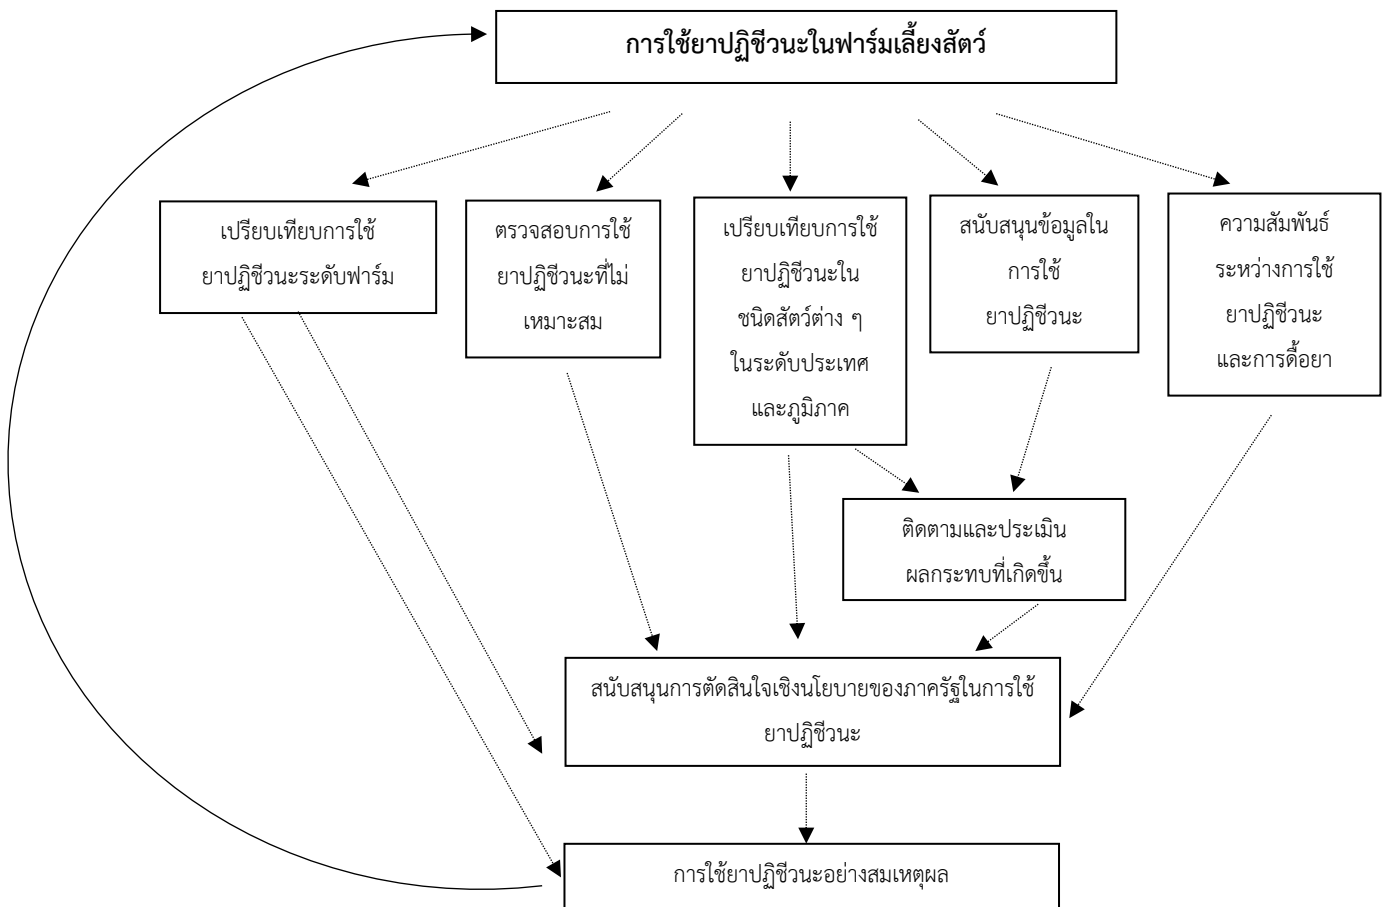 การใช้ยาปฏิชีวนะในฟาร์มเลี้ยงสัตว์
เปรียบเทียบการใช้
ยาปฏิชีวนะระดับฟาร์ม
ตรวจสอบการใช้
ยาปฏิชีวนะที่ไม่
เหมาะสม
เปรียบเทียบการใช้
ยาปฏิชีวนะใน
ชนิดสัตว์ต่าง ๆ
ในระดับประเทศ
และภูมิภาค
สนับสนุนข้อมูลใน
การใช้
ยาปฏิชีวนะ
ความสัมพันธ์
ระหว่างการใช้
ยาปฏิชีวนะ
และการดื้อยา
ติดตามและประเมิน
ผลกระทบที่เกิดขึ้น
สนับสนุนการตัดสินใจเชิงนโยบายของภาครัฐในการใช้
ยาปฏิชีวนะ
การใช้ยาปฏิชีวนะอย่างสมเหตุผล